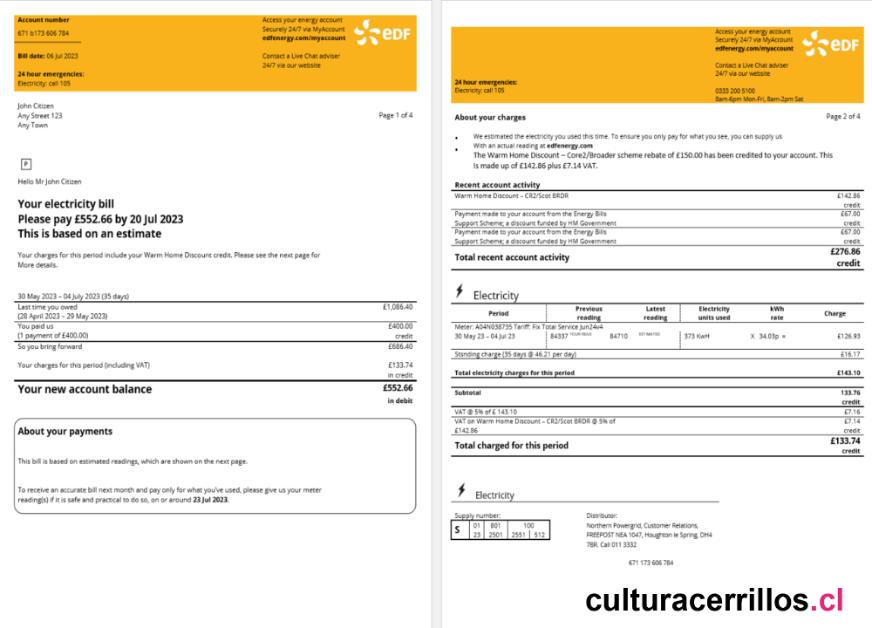 Account number
671 b173 606 784
Bill date: 06 Jul 2023
24 hour emergencies:
Electricity: call 105
Access your energy account
Securely 24/7 via MyAccount
edfenergy.com/myaccount
Contact a Live Chat adviser
24/7 via our website
eDF
John Citizen
Any Street 123
Any Town
Page 1 of 4
P
Hello Mr John Citizen
Your electricity bill
Please pay £552.66 by 20 Jul 2023
This is based on an estimate
Your charges for this period include your Warm Home Discount credit. Please see the next page for
More details.
30 May 2023 – 04 July 2023 (35 days)
Last time you owed £1,086.40
(28 April 2023 – 29 May 2023)
You paid us £400.00
(1 payment of £400.00) credit
So you bring forward £686.40
Your charges for this period (including VAT) £133.74
in credit
Your new account balance £552.66
in debit
About your payments
This bill is based on estimated readings, which are shown on the next page.
To receive an accurate bill next month and pay only for what you've used, please give us your meter
reading(s) if it is safe and practical to do so, on or around 23 Jul 2023.
24 hour emergencies:
Electricity: call 105
Access your energy account
Securely 24/7 via MyAccount
edfenergy.com/myaccount
Contact a Live Chat adviser
24/7 via our website
0333 200 5100
8am-6pm Mon-Fri, 8am-2pm Sat
eDF
About your charges
Page 2 of 4
We estimated the electricity you used this time. To ensure you only pay for what you see, you can supply us
With an actual reading at edfenergy.com
The Warm Home Discount – Core2/Broader scheme rebate of £150.00 has been credited to your account. This
Is made up of £142.86 plus £7.14 VAT.
Recent account activity
Warm Home Discount – CR2/Scot BRDR £142.86
credit
Payment made to your account from the Energy Bills £67.00
Support Scheme; a discount funded by HM Government credit
Payment made to your account from the Energy Bills £67.00
Support Scheme; a discount funded by HM Government credit
Total recent account activity £276.86
credit
Electricity
Period Previous reading Latest reading Electricity units used kWh rate Charge
Meter: A04N038735 Tariff: Fix Total Service Jun24v4
30 May 23 – 04 Jul 23 84337 YOUR READ 84710 ESTIMATED 373 KwH X 34.03p = £126.93
Stsnding charge (35 days @ 46.21 per day) £16.17
Total electricity charges for this period £143.10
Subtotal 133.76
credit
VAT @ 5% of £ 143.10 £7.16
VAT on Warm Home Discount – CR2/Scot BRDR @ 5% of £7.14
£142.86 credit
Total charged for this period £133.74
credit
Electricity
Supply number:
S 01 801 100
23 2501 2551 512
Distributor:
Northern Powergrid, Customer Relations,
FREEPOST NEA 1047, Houghton le Spring, DH4
7BR. Call 011 3332
671 173 606 784
culturacerrillos.cl